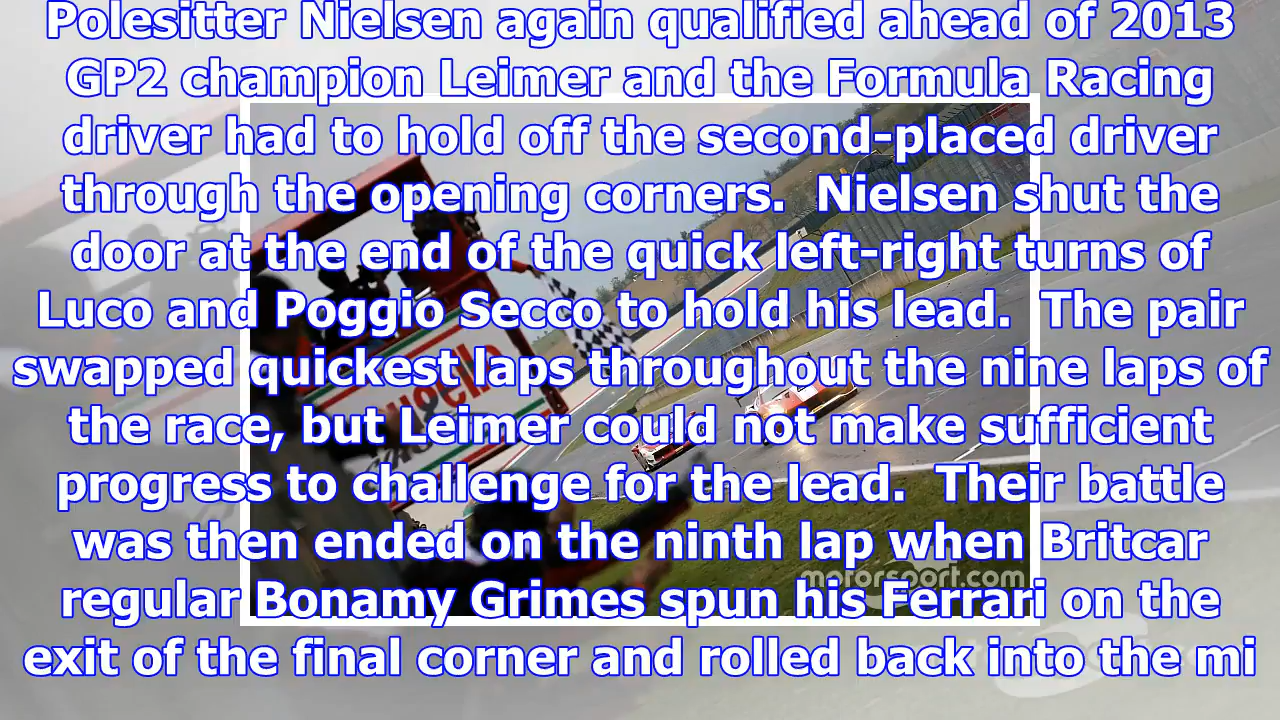 Polesitter Nielsen again qualified ahead of 2013
GP2 champion Leimer and the Formula Racing
driver had to hold off the second-placed driver
through the opening corners.  Nielsen shut the
door at the end of the quick left-right turns of
Luco and Poggio Secco to hold his lead.  The pair
swapped quickest laps throughout the nine laps of
the race, but Leimer could not make sufficient
progress to challenge for the lead.  Their battle
was then ended on the ninth lap when Britcar
regular Bonamy Grimes spun his Ferrari on the
exit of the final corner and rolled back into the mi
motorsport.com